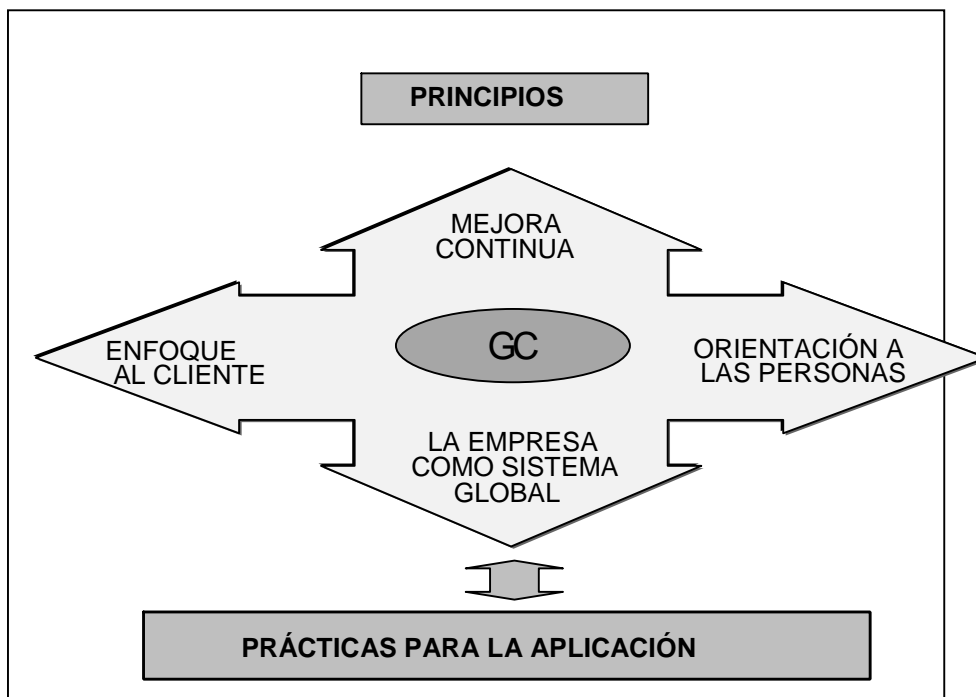 PRINCIPIOS
MEJORA
CONTINUA
ENFOQUE
AL CLIENTE
GC
ORIENTACIÓN A
LAS PERSONAS
LA EMPRESA
COMO SISTEMA
GLOBAL
PRÁCTICAS PARA LA APLICACIÓN